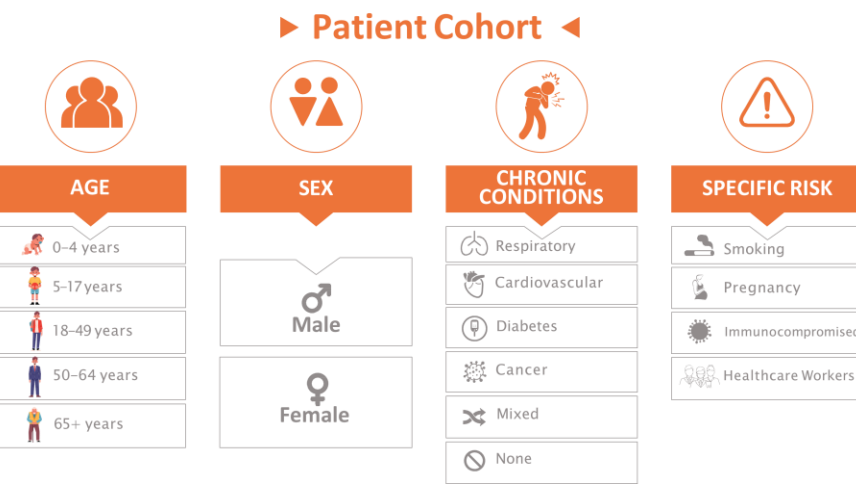 Patient Cohort
AGE
0–4 years
5-17 years
18-49 years
50-64 years
65+ years
SEX
Male
Female
CHRONIC
CONDITIONS
Respiratory
Cardiovascular
Diabetes
Cancer
Mixed
None
SPECIFIC RISK
Smoking
Pregnancy
Immunocompromised
Healthcare Workers